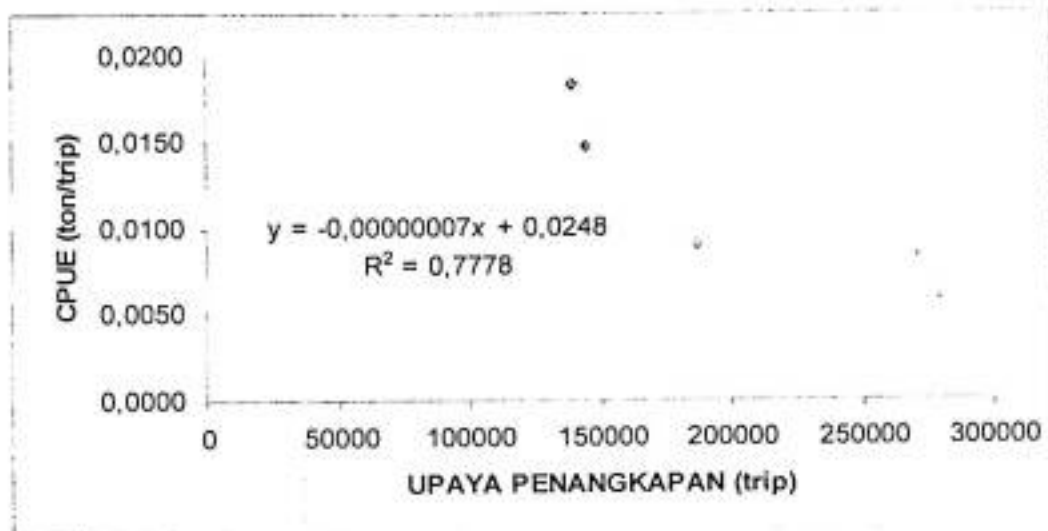 CPUE (ton/trip)
0,0200
0,0150
0,0100
0,0050
0,0000
y = -0,00000007x + 0,0248
R² = 0,7778
0 50000 100000 150000 200000 250000 300000
UPAYA PENANGKAPAN (trip)